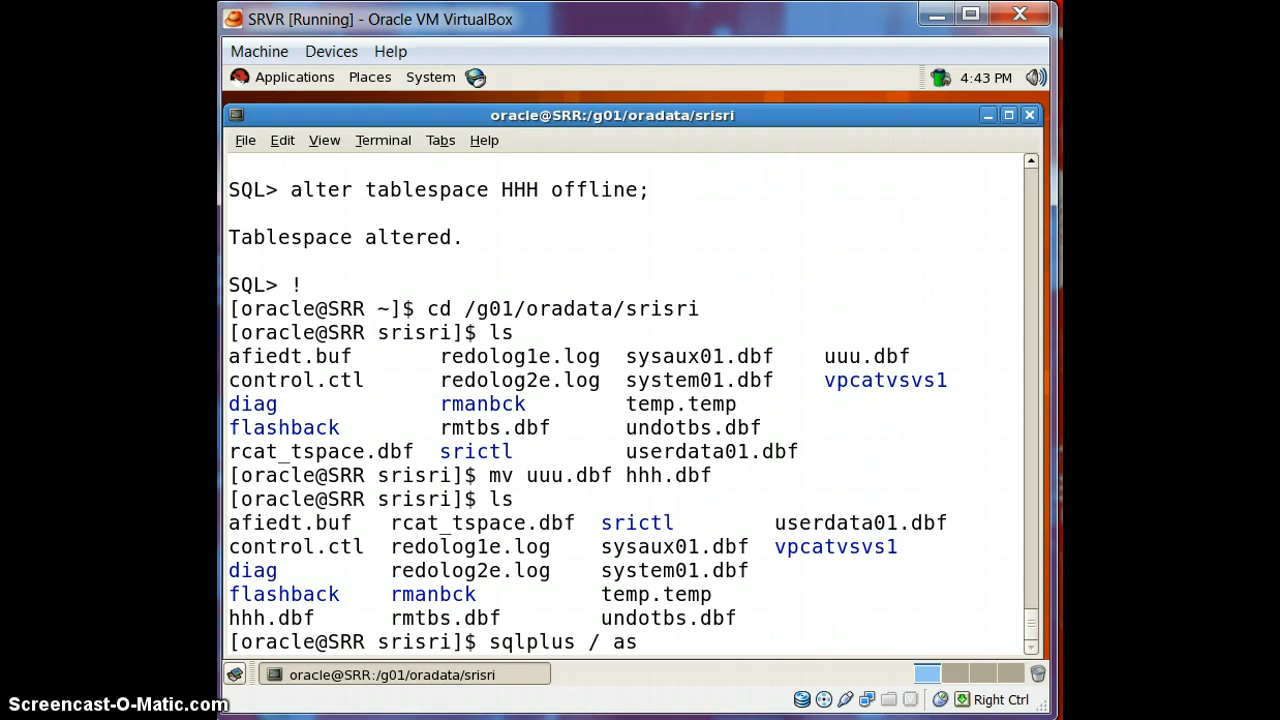 SRVR [Running] - Oracle VM VirtualBox
Machine Devices Help
Applications Places System 4:43 PM
oracle@SRR:/g01/oradata/srisri
File Edit View Terminal Tabs Help
SQL> alter tablespace HHH offline;
Tablespace altered.
SQL> !
[oracle@SRR ~]$ cd /g01/oradata/srisri
[oracle@SRR srisri]$ ls
afiedt.buf redolog1e.log sysaux01.dbf uuu.dbf
control.ctl redolog2e.log system01.dbf vpcatvsvs1
diag rmanbck temp.temp
flashback rmtbs.dbf undotbs.dbf
rcat_tspace.dbf srictl userdata01.dbf
[oracle@SRR srisri]$ mv uuu.dbf hhh.dbf
[oracle@SRR srisri]$ ls
afiedt.buf rcat_tspace.dbf srictl userdata01.dbf
control.ctl redolog1e.log sysaux01.dbf vpcatvsvs1
diag redolog2e.log system01.dbf
flashback rmanbck temp.temp
hhh.dbf rmtbs.dbf undotbs.dbf
[oracle@SRR srisri]$ sqlplus / as
oracle@SRR:/g01/oradata/srisri
Right Ctrl
Screencast-O-Matic.com